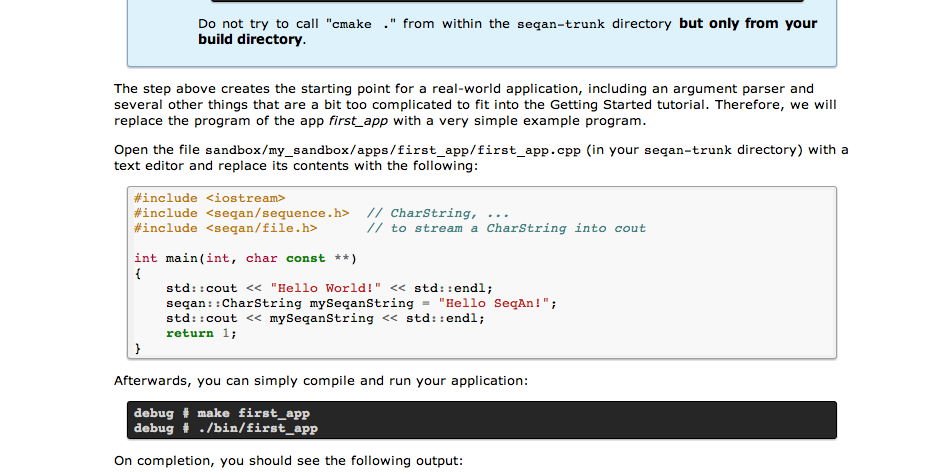 Do not try to call "cmake ." from within the seqan-trunk directory but only from your
build directory.
The step above creates the starting point for a real-world application, including an argument parser and
several other things that are a bit too complicated to fit into the Getting Started tutorial. Therefore, we will
replace the program of the app first_app with a very simple example program.
Open the file sandbox/my_sandbox/apps/first_app/first_app.cpp (in your seqan-trunk directory) with a
text editor and replace its contents with the following:
#include <iostream>
#include <seqan/sequence.h>  // CharString, ...
#include <seqan/file.h>      // to stream a CharString into cout
int main(int, char const **)
{
    std::cout << "Hello World!" << std::endl;
    seqan::CharString mySeqanString = "Hello SeqAn!";
    std::cout << mySeqanString << std::endl;
    return 1;
}
Afterwards, you can simply compile and run your application:
debug # make first_app
debug # ./bin/first_app
On completion, you should see the following output: